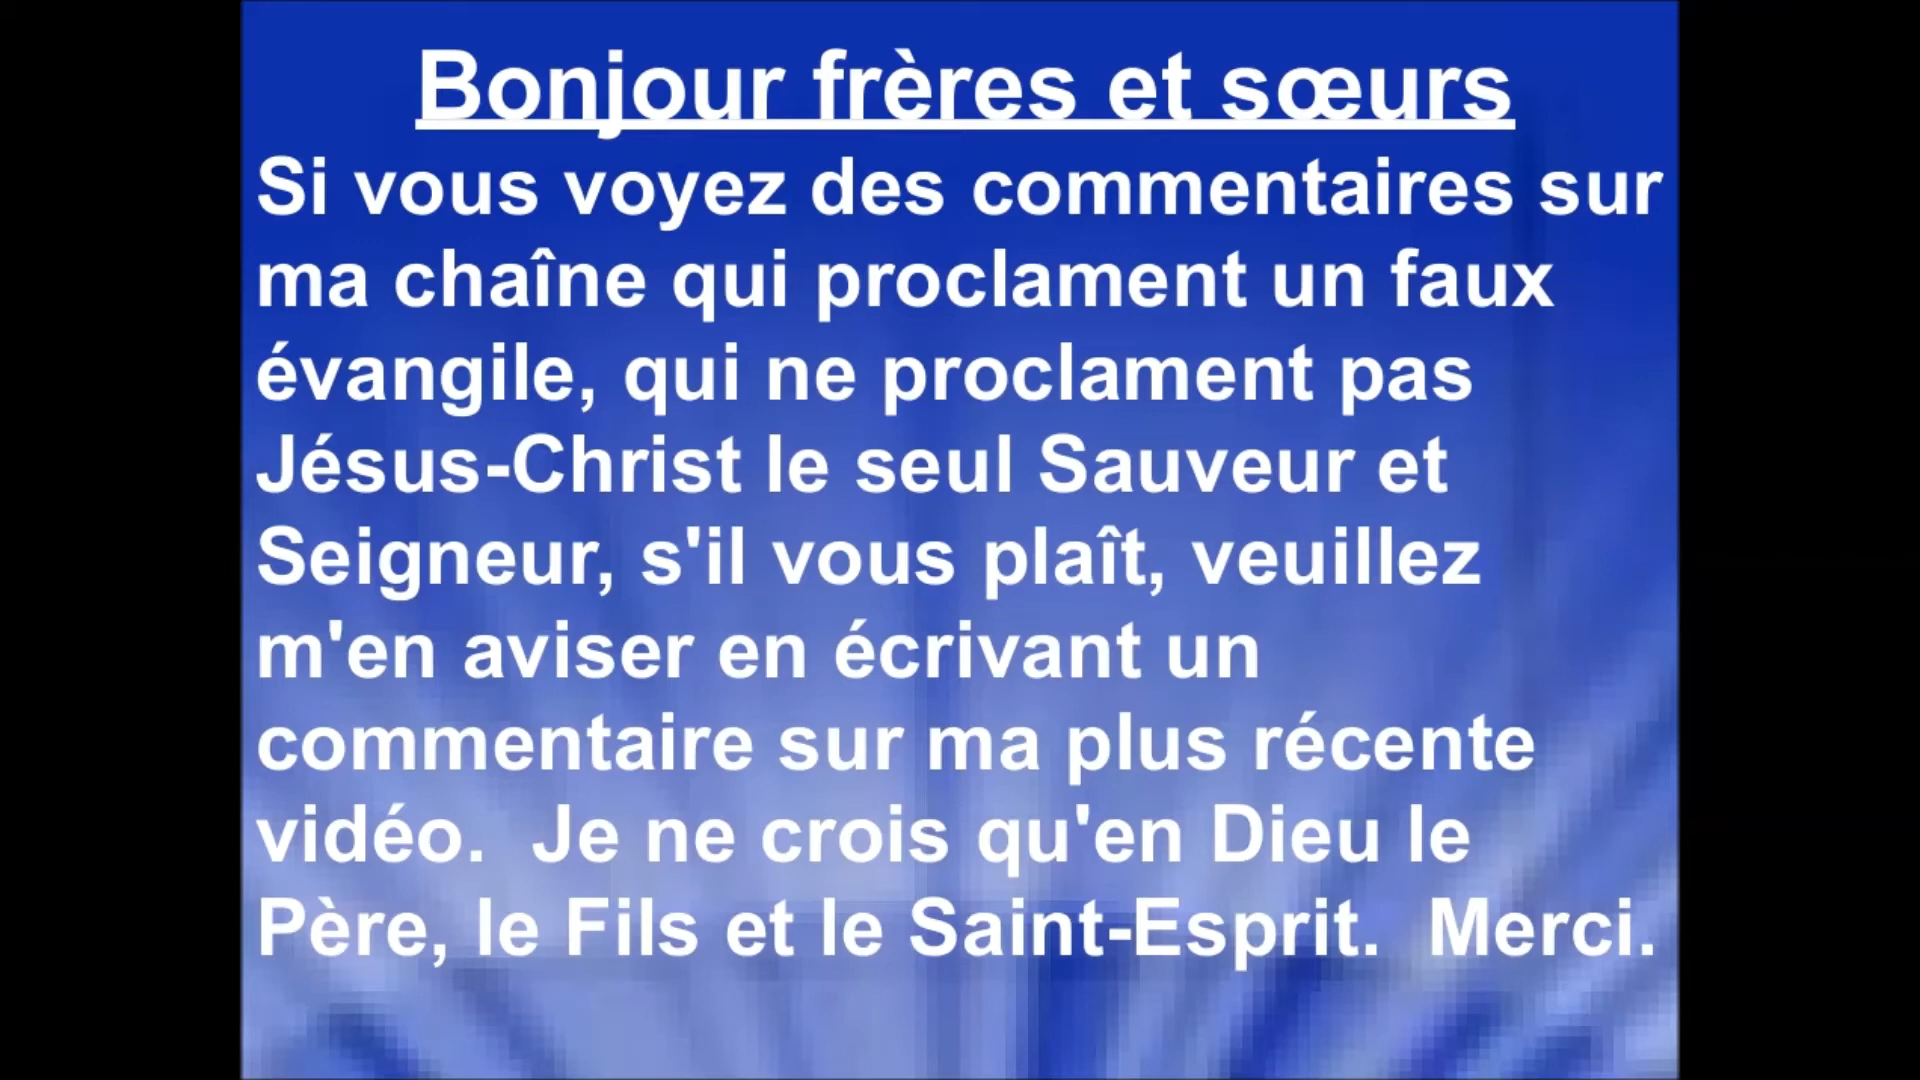 Bonjour frères et sœurs
Si vous voyez des commentaires sur
ma chaîne qui proclament un faux
évangile, qui ne proclament pas
Jésus-Christ le seul Sauveur et
Seigneur, s'il vous plaît, veuillez
m'en aviser en écrivant un
commentaire sur ma plus récente
vidéo.  Je ne crois qu'en Dieu le
Père, le Fils et le Saint-Esprit.  Merci.